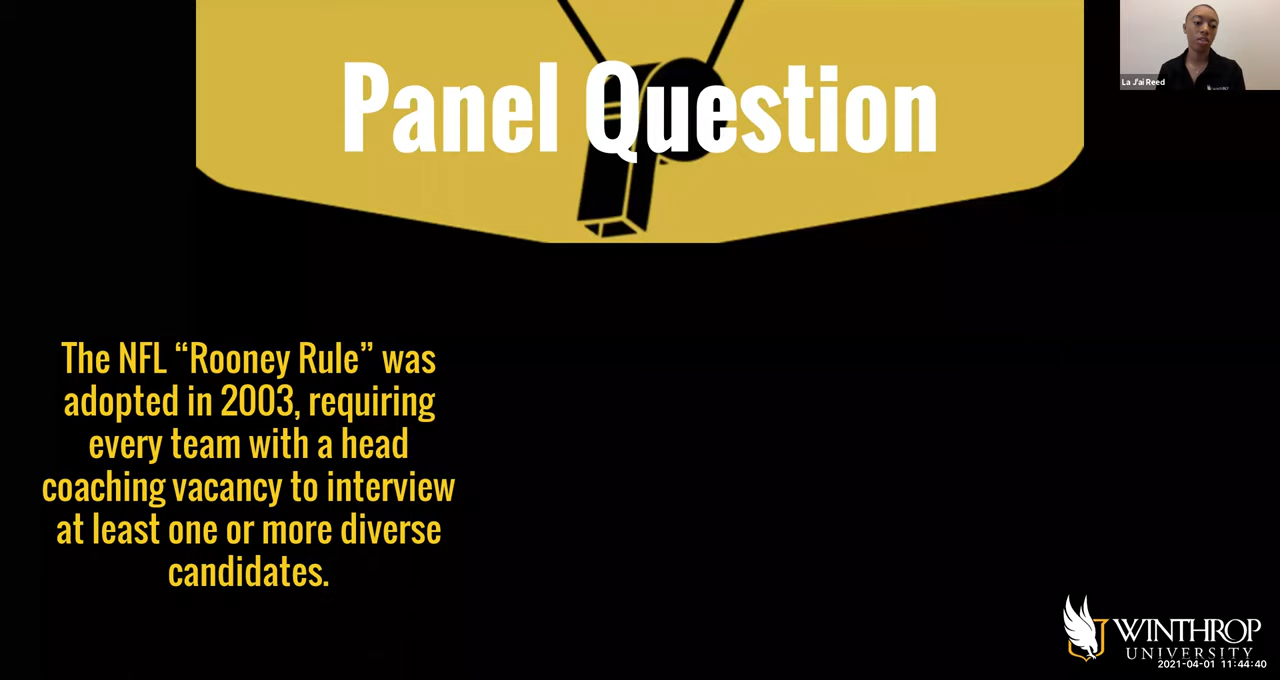 Panel Question
La J'ai Reed
The NFL “Rooney Rule” was
adopted in 2003, requiring
every team with a head
coaching vacancy to interview
at least one or more diverse
candidates.
WINTHROP
UNIVERSITY
2021-04-01 11:44:40